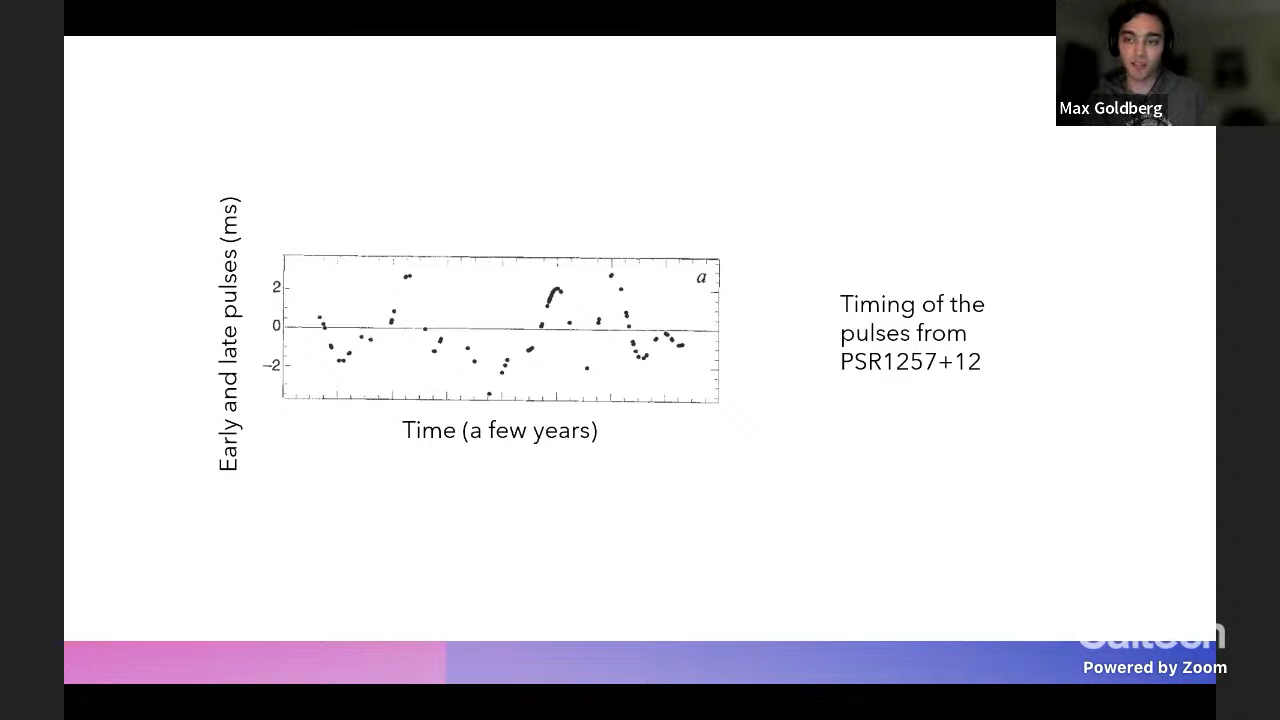 Max Goldberg
Early and late pulses (ms)
2
0
−2
a
Time (a few years)
Timing of the
pulses from
PSR1257+12
Caltech
Powered by Zoom